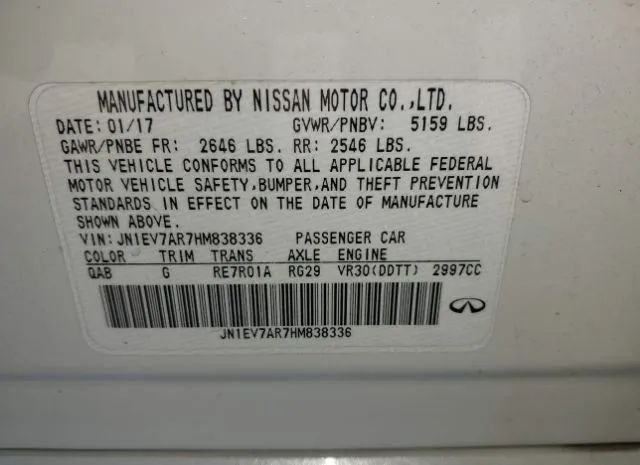 MANUFACTURED BY NISSAN MOTOR CO.,LTD.
DATE: 01/17 GVWR/PNBV: 5159 LBS.
GAWR/PNBE FR: 2646 LBS. RR: 2546 LBS.
THIS VEHICLE CONFORMS TO ALL APPLICABLE FEDERAL
MOTOR VEHICLE SAFETY,BUMPER,AND THEFT PREVENTION
STANDARDS IN EFFECT ON THE DATE OF MANUFACTURE
SHOWN ABOVE.
VIN: JN1EV7AR7HM838336 PASSENGER CAR
COLOR TRIM TRANS AXLE ENGINE
QAB G RE7R01A RG29 VR30(DDTT) 2997CC
JN1EV7AR7HM838336